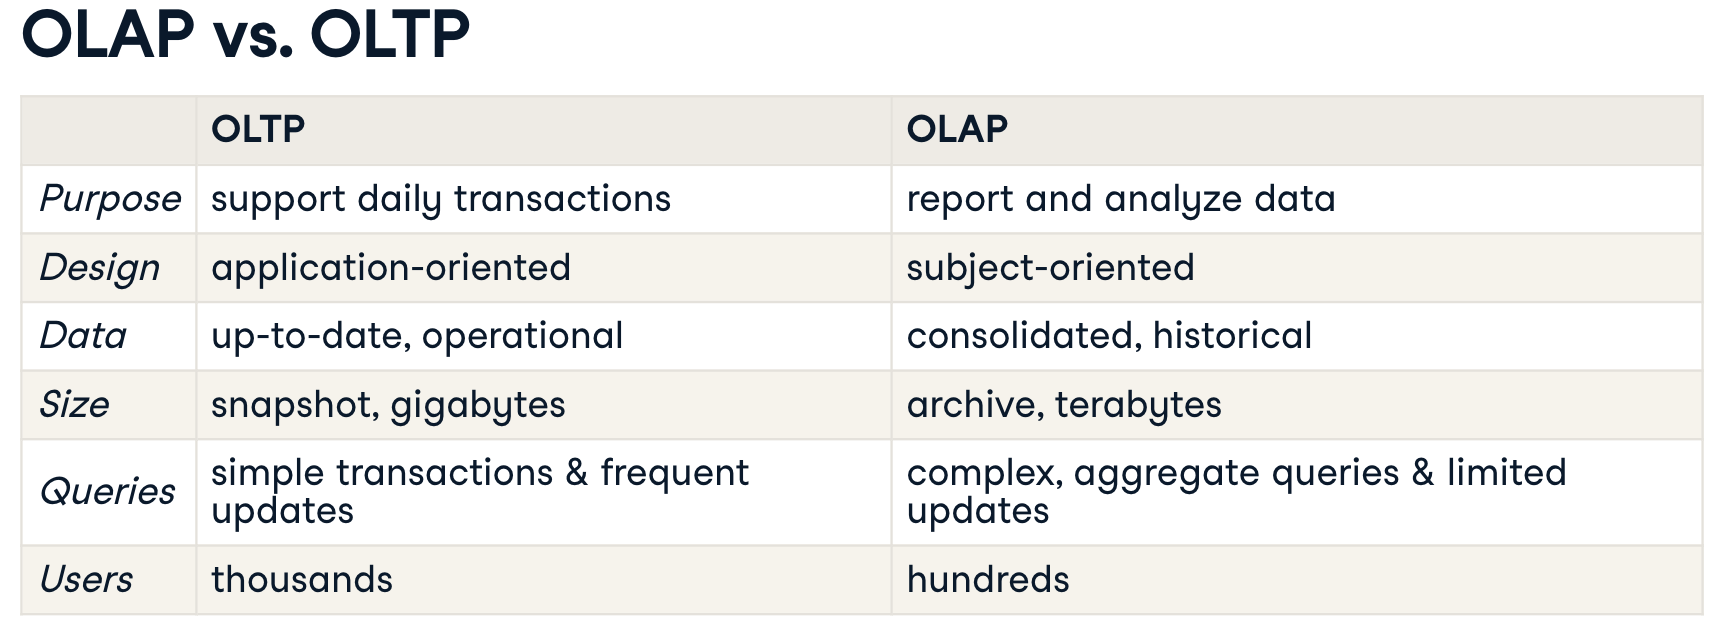 OLAP vs. OLTP
OLTP OLAP
Purpose support daily transactions report and analyze data
Design application-oriented subject-oriented
Data up-to-date, operational consolidated, historical
Size snapshot, gigabytes archive, terabytes
Queries simple transactions & frequent updates complex, aggregate queries & limited updates
Users thousands hundreds